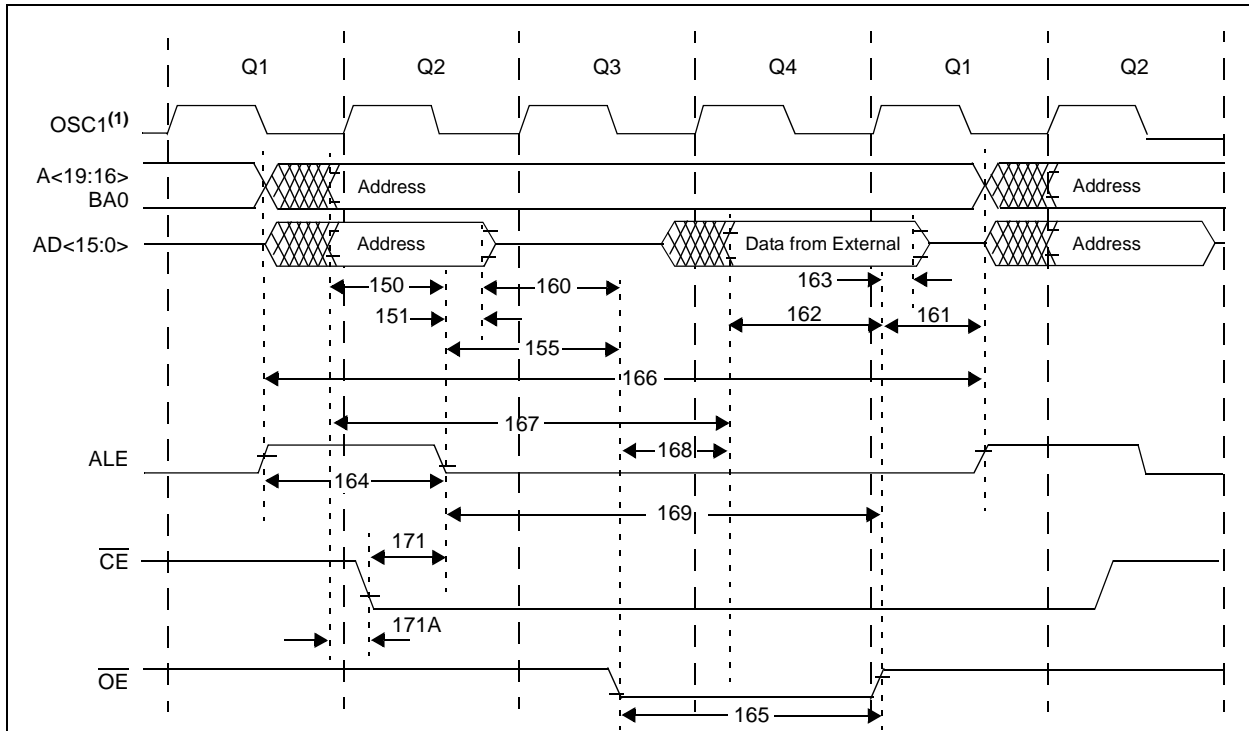 Q1 Q2 Q3 Q4 Q1 Q2
OSC1(1)
A<19:16>
BA0
Address
Address
AD<15:0>
Address
Data from External
Address
150
160
163
151
162
161
155
166
167
168
ALE
164
169
171
CE
171A
OE
165